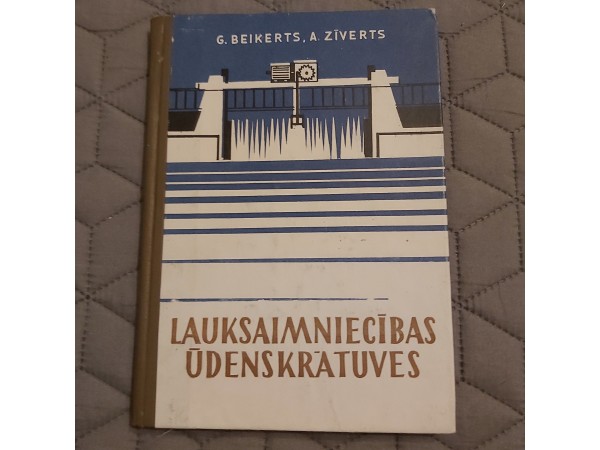 G. BEIKERTS, A. ZĪVERTS
LAUKSAIMNIECĪBAS
ŪDENSKRĀTUVES